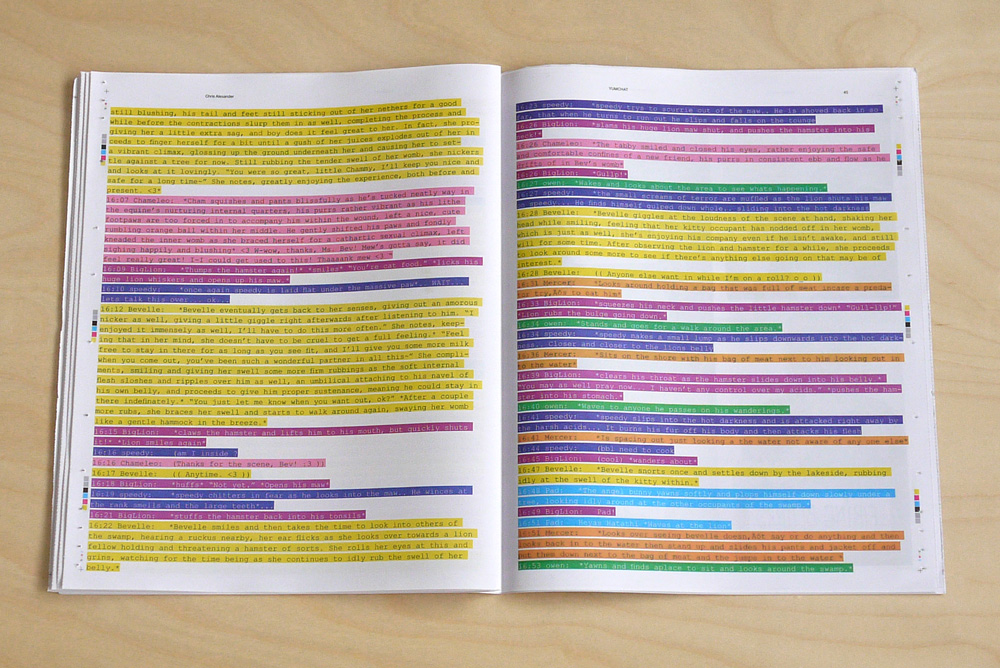 Chris Alexander
still blushing, his tail and feet still sticking out of her nethers for a good
while before the contractions slurp them in as well, completing the process and
giving her a little extra sag, and boy does it feel great to her. In fact, she pro-
ceeds to finger herself for a bit until a gush of her juices explodes out of her in
a vibrant climax, glossing up the ground underneath her and causing her to set-
tle against a tree for now. Still rubbing the tender swell of her womb, she nickers
and looks at it lovingly. "You were so great, little Chammy, I'll keep you nice and
safe for a long time~" She notes, greatly enjoying the experience, both before and
present. <3*
16:07 Chameleo: *Cham squishes and pants blissfully as he's tucked neatly way in
the equine's nurturing internal quarters, his purrs rather vibrant as his lithe
footpaws are forced in to accompany him within the wound, left a nice, cute
rumbling orange ball within her middle. He gently shifted his paws and fondly
kneaded the inner womb as she braced herself for a cathartic sexual climax, left
sighing happily and blushing* <3 H-wow, thanks, Ms. Bev! Mew's gotta say, it did
feel really great! I-I could get used to this! Thaaaank mew <3
16:09 BigLion: *Thumps the hamster again!* *smiles* "You're cat food." *licks his
huge lion whiskers and opens up his maw.*
16:10 speedy: *once again speedy is laid flat under the massive paw*.. WAIT...
lets talk this over... ok..
16:12 Bevelle: *Bevelle eventually gets back to her senses, giving out an amorous
nicker as well, giving a little giggle right afterwards after listening to him. "I
enjoyed it immensely as well, I'll have to do this more often." She notes, keep-
ing that in her mind, she doesn't have to be cruel to get a full feeling.* "Feel
free to stay in there for as long as you see fit, and I'll give you some more milk
when you come out, you've been such a wonderful partner in all this~" She compli-
ments, smiling and giving her swell some more firm rubbings as the soft internal
flesh sloshes and ripples over him as well, an umbilical attaching to his navel of
his own belly, and proceeds to give him proper sustenance, meaning he could stay in
there indefinately.* "You just let me know when you want out, ok?" *After a couple
more rubs, she braces her swell and starts to walk around again, swaying her womb
like a gentle hammock in the breeze.*
16:15 BigLion: *claws the hamster and lifts him to his mouth, but quickly shuts
it!* *Lion smiles again*
16:16 speedy: {am I inside ?
16:16 Chameleo: (Thanks for the scene, Bev! :3 )
16:17 Bevelle: (( Anytime. <3 ))
16:18 BigLion: *huffs* "Not yet." *Opens his maw*
16:19 speedy: *speedy chitters in fear as he looks into the maw.. He winces at
the rank smells and the large teeth*...
16:21 BigLion: *stuffs the hamster back into his tonsils*
16:22 Bevelle: *Bevelle smiles and then takes the time to look into others of
the swamp, hearing a ruckus nearby, her ear flicks as she looks over towards a lion
fellow holding and threatening a hamster of sorts. She rolls her eyes at this and
grins, watching for the time being as she continues to idly rub the swell of her
belly.*
TOMCHAT
45
16:23 speedy: *speedy trys to scurrie out of the maw.. He is shoved back in so
far, that when he turns to run he slips and falls on the tounge
16:26 BigLion: *slams his huge lion maw shut, and pushes the hamster into his
neck!*
16:26 Chameleo: *The tabby smiled and closed his eyes, rather enjoying the safe
comfortable confines of a new friend, his purrs in consistent ebb and flow as he
16:26 BigLion: *Gullp!*
16:27 owen: *Wakes and looks about the area to see whats happening.*
16:27 speedy: *the small screams of terror are muffled as the lion shuts his maw
speedy... He finds himself gulped down whole.. sliding into the hot darkness
16:28 Bevelle: *Bevelle giggles at the loudness of the scene at hand, shaking her
head while smiling, feeling that her kitty occupant has nodded off in her womb,
which is just as well, she's enjoying his company even if he isn't awake, and still
will for some time. After observing the lion and hamster for a while, she proceeds
to look around some more to see if there's anything else going on that may be of
interest.*
16:28 Bevelle: (( Anyone else want in while I'm on a roll? o_o ))
16:31 Mercer: *Looks around holding a bag that was full of meat incare a preda-
try to eat him*
16:33 BigLion: *squeezes his neck and pushes the little hamster down* "Gull-lip!"
*Lion rubs the bulge going down.*
16:34 owen: *Stands and goes for a walk around the area.*
16:34 speedy: *speedy makes a small lump as he slips downwards into the hot dark-
Closer and closer to the lions belly
16:36 Mercer: *Sits on the shore with his bag of meat next to him looking out in
to the water*
16:39 BigLion: *clears his throat as the hamster slides down into his belly.*
"You may as well pray now... I haven't any control over my acids." *pushes the ham-
ster into his stomach.*
16:40 owen: *Waves to anyone he passes on his wanderings.*
16:41 speedy: *speedy slips into the hot darkness and is attacked right away by
the harsh acids.. It burns his fur off of his body and then attacks his flesh
16:41 Mercer: *Is spacing out just looking a the water not aware of any one else*
16:44 speedy: (bbl need to cook
16:45 BigLion: (cool) *wanders about*
16:47 Bevelle: *Bevelle snorts once and settles down by the lakeside, rubbing
idly at the swell of the kitty within.*
16:48 Pad: *The angel bunny yawns softly and plops himself down slowly under a
tree, looking idly around at the other occupants of the swamp.*
16:49 BigLion: Pad!
16:51 Pad: Heyas Katathi! *Waves at the lion*
16:51 Mercer: *Looks over seeing bevelle say or do anything and then
looks back in to the water then stand up and slides his pants and jacket off and
put them down next to the bag of meat and the jumps in to the water *
16:53 owen: *Yawns and finds aplace to sit and looks around the swamp.*